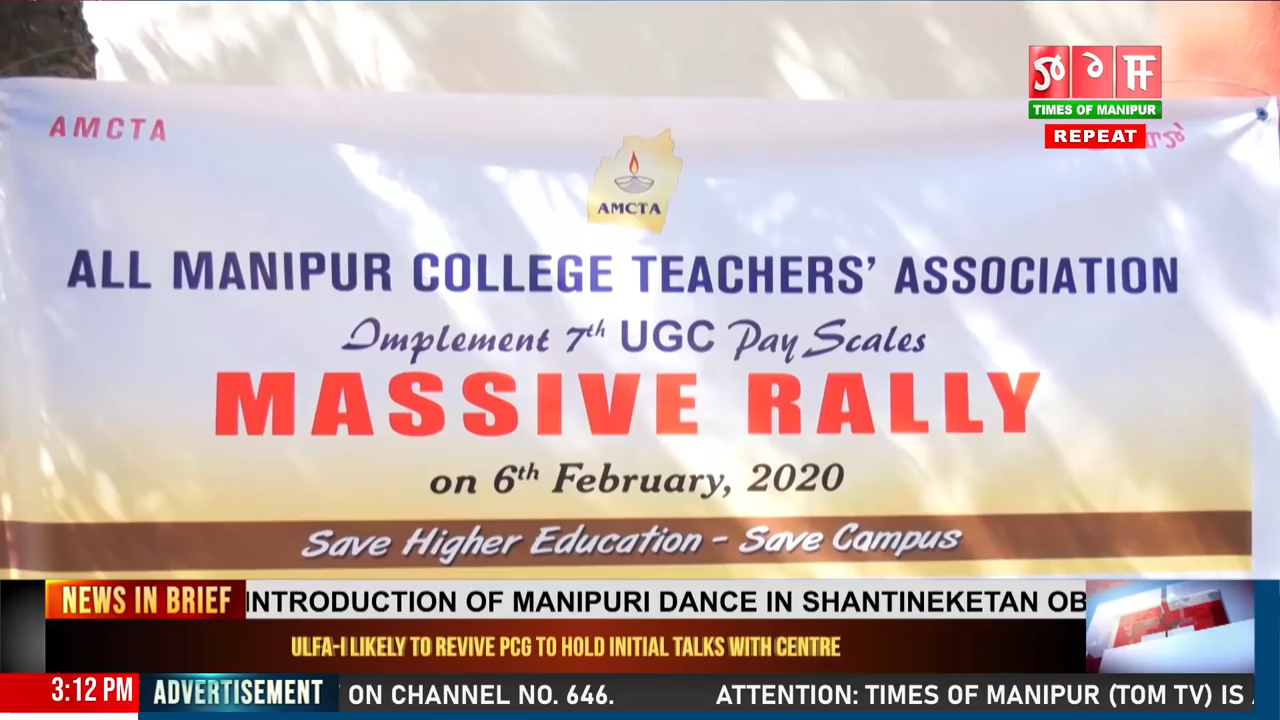 ꯇꯣꯝ
TIMES OF MANIPUR
REPEAT
AMCTA
AMCTA
ALL MANIPUR COLLEGE TEACHERS’ ASSOCIATION
Implement 7th UGC Pay Scales
MASSIVE RALLY
on 6th February, 2020
Save Higher Education - Save Campus
NEWS IN BRIEF INTRODUCTION OF MANIPURI DANCE IN SHANTINEKETAN OB
ULFA-I LIKELY TO REVIVE PCG TO HOLD INITIAL TALKS WITH CENTRE
3:12 PM ADVERTISEMENT ON CHANNEL NO. 646. ATTENTION: TIMES OF MANIPUR (TOM TV) IS